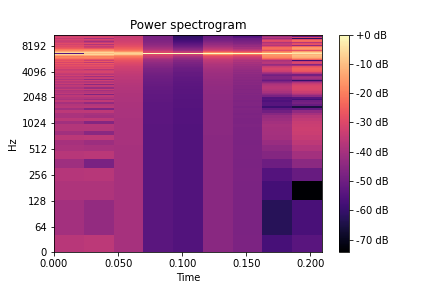 Power spectrogram
8192
4096
2048
1024
512
256
128
64
0
Hz
0.000 0.050 0.100 0.150 0.200
Time
+0 dB
-10 dB
-20 dB
-30 dB
-40 dB
-50 dB
-60 dB
-70 dB